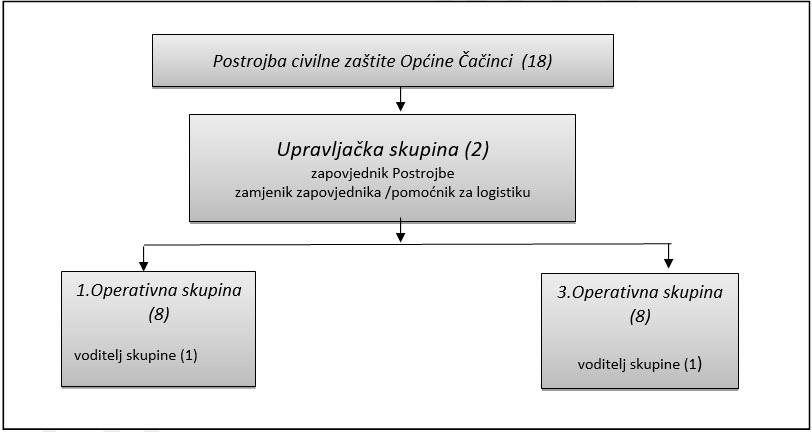 Postrojba civilne zaštite Općine Čačinci (18)
Upravljačka skupina (2)
zapovjednik Postrojbe
zamjenik zapovjednika /pomoćnik za logistiku
1.Operativna skupina
(8)
voditelj skupine (1)
3.Operativna skupina
(8)
voditelj skupine (1)